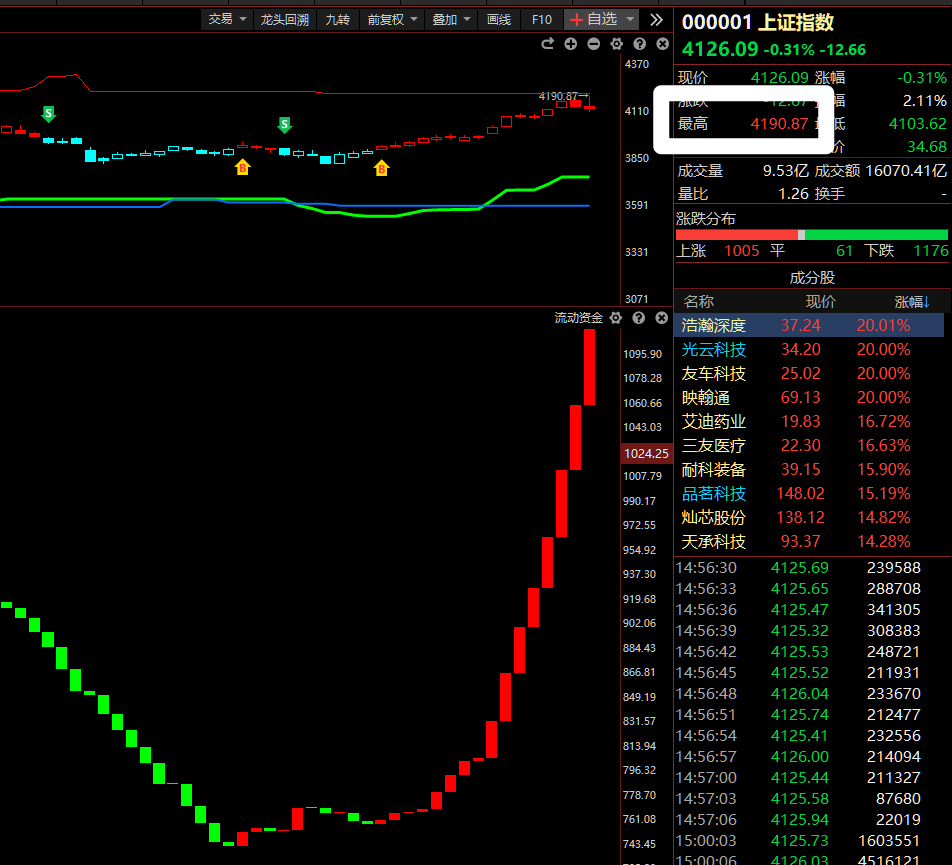 交易 龙头回溯 九转 前复权 叠加 画线 F10 +自选 »
000001 上证指数
4126.09 -0.31% -12.66
现价 4126.09 涨幅 -0.31%
涨跌 -12.67 幅 2.11%
最高 4190.87 低 4103.62
价 34.68
成交量 9.53亿 成交额 16070.41亿
量比 1.26 换手 -
涨跌分布
上涨 1005 平 61 下跌 1176
成分股
名称 现价 涨幅↓
浩瀚深度 37.24 20.01%
光云科技 34.20 20.00%
友车科技 25.02 20.00%
映翰通 69.13 20.00%
艾迪药业 19.83 16.72%
三友医疗 22.30 16.63%
耐科装备 39.15 15.90%
品茗科技 148.02 15.19%
灿芯股份 138.12 14.82%
天承科技 93.37 14.28%
14:56:30 4125.69 239588
14:56:33 4125.65 288708
14:56:36 4125.47 341305
14:56:39 4125.32 308383
14:56:42 4125.53 248721
14:56:45 4125.52 211931
14:56:48 4126.04 233670
14:56:51 4125.74 212477
14:56:54 4125.41 232556
14:56:57 4126.00 214094
14:57:00 4125.44 211327
14:57:03 4125.58 87680
14:57:06 4125.94 22019
15:00:03 4125.73 1603551
15:00:06 4126.03 4516121
4370
4190.87→
4110
S
S
3850
B
B
3591
3331
3071
流动资金
1095.90
1078.28
1060.66
1043.03
1024.25
1007.79
990.17
972.55
954.92
937.30
919.68
902.06
884.43
866.81
849.19
831.57
813.94
796.32
778.70
761.08
743.45